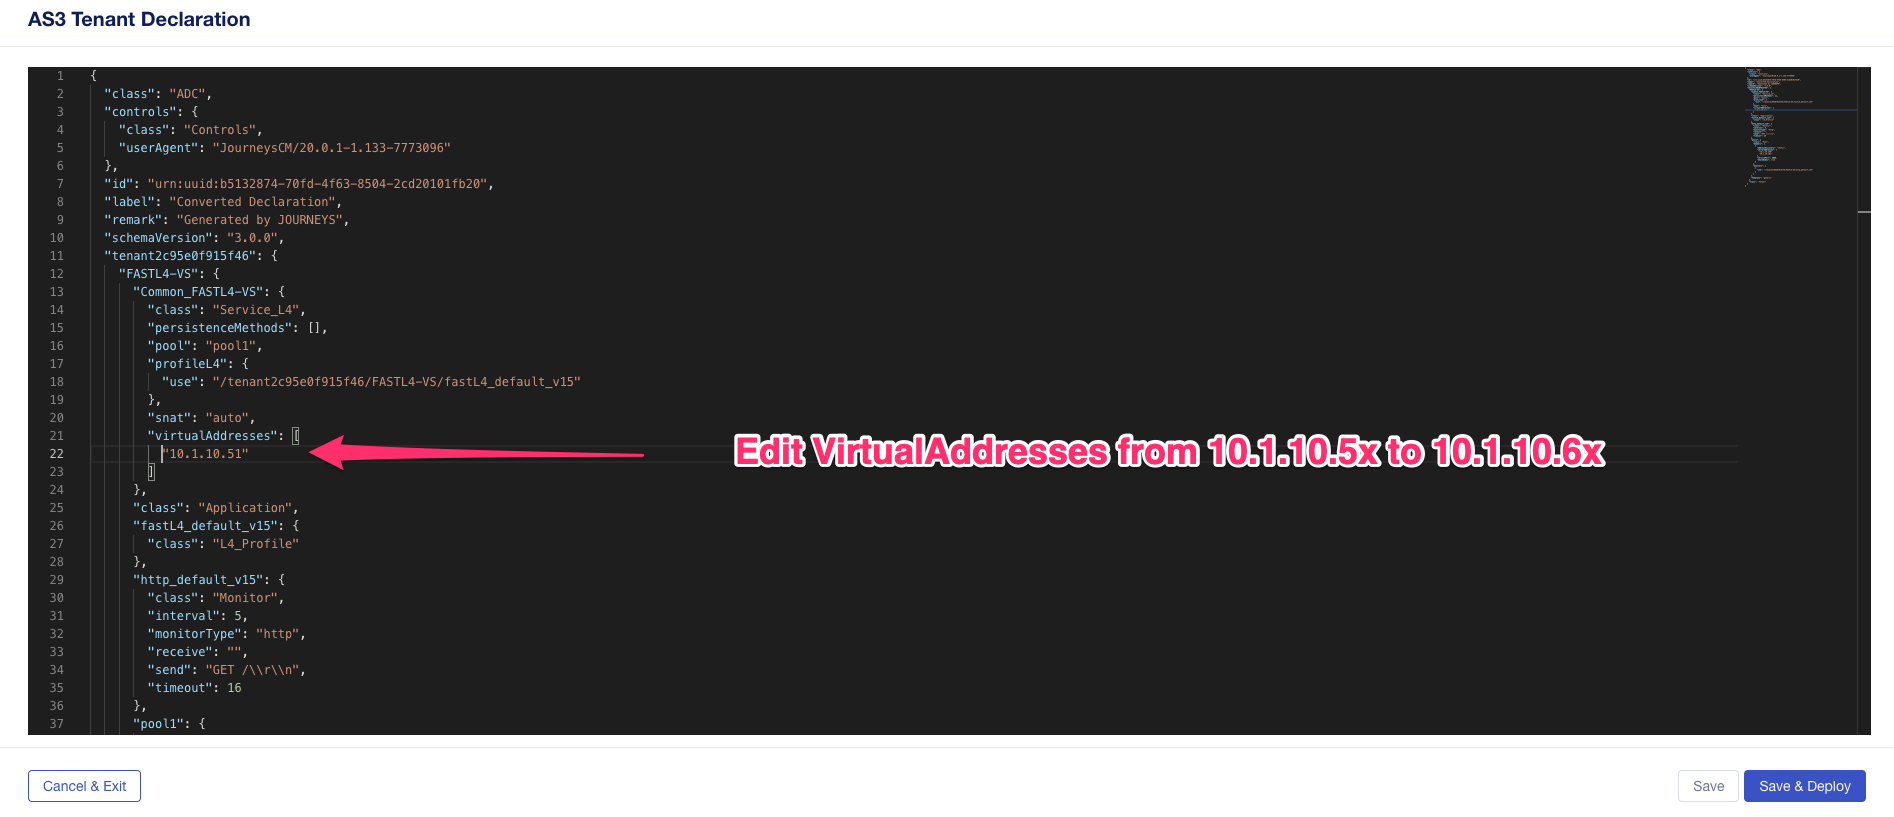 AS3 Tenant Declaration
1 {
2 "class": "ADC",
3 "controls": {
4 "class": "Controls",
5 "userAgent": "JourneysCM/20.0.1-1.133-7773096"
6 },
7 "id": "urn:uuid:b5132874-70fd-4f63-8504-2cd20101fb20",
8 "label": "Converted Declaration",
9 "remark": "Generated by JOURNEYS",
10 "schemaVersion": "3.0.0",
11 "tenant2c95e0f915f46": {
12 "FASTL4-VS": {
13 "Common_FASTL4-VS": {
14 "class": "Service_L4",
15 "persistenceMethods": [],
16 "pool": "pool1",
17 "profileL4": {
18 "use": "/tenant2c95e0f915f46/FASTL4-VS/fastL4_default_v15"
19 },
20 "snat": "auto",
21 "virtualAddresses": [
22 "10.1.10.51"
Edit VirtualAddresses from 10.1.10.5x to 10.1.10.6x
23 ]
24 },
25 "class": "Application",
26 "fastL4_default_v15": {
27 "class": "L4_Profile"
28 },
29 "http_default_v15": {
30 "class": "Monitor",
31 "interval": 5,
32 "monitorType": "http",
33 "receive": "",
34 "send": "GET /\\r\\n",
35 "timeout": 16
36 },
37 "pool1": {
Cancel & Exit
Save
Save & Deploy